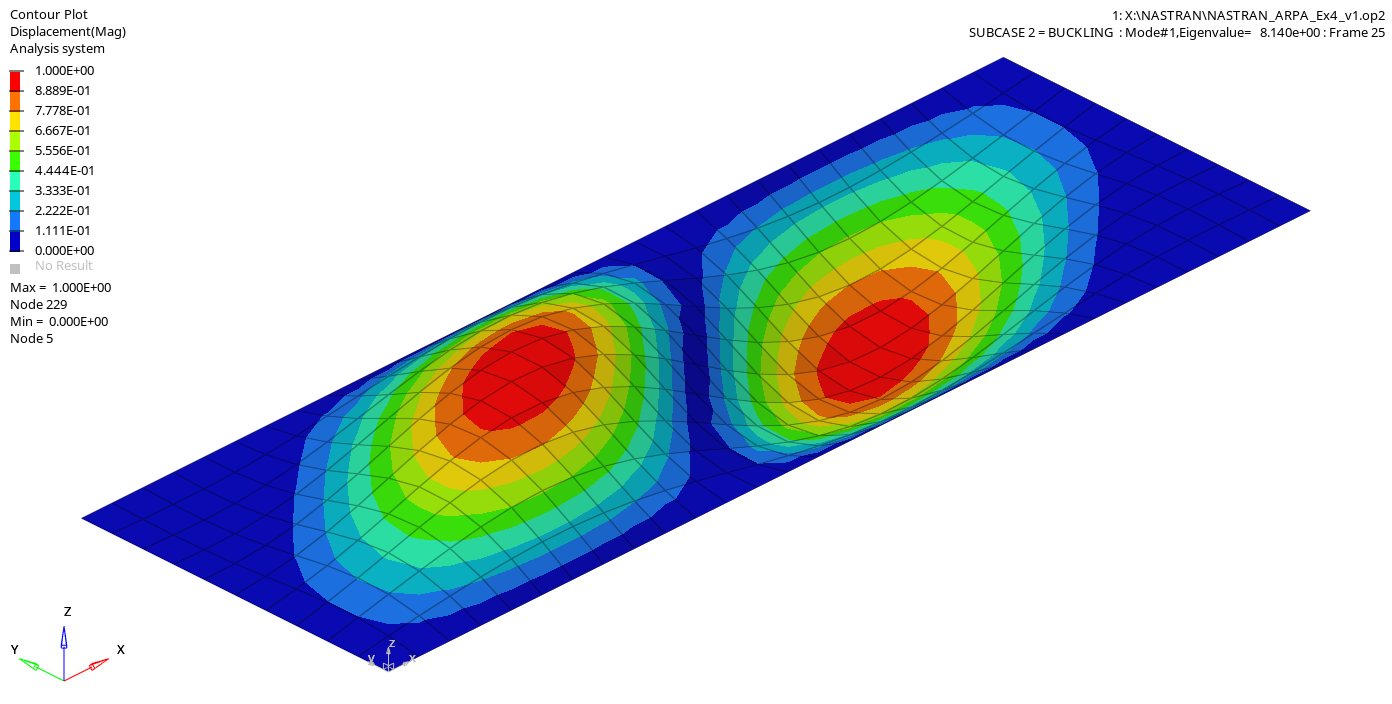 Contour Plot
Displacement(Mag)
Analysis system
1: X:\NASTRAN\NASTRAN_ARPA_Ex4_v1.op2
SUBCASE 2 = BUCKLING : Mode#1,Eigenvalue= 8.140e+00 : Frame 25
1.000E+00
8.889E-01
7.778E-01
6.667E-01
5.556E-01
4.444E-01
3.333E-01
2.222E-01
1.111E-01
0.000E+00
No Result
Max = 1.000E+00
Node 229
Min = 0.000E+00
Node 5
Z
Y
X
Z
Y
X